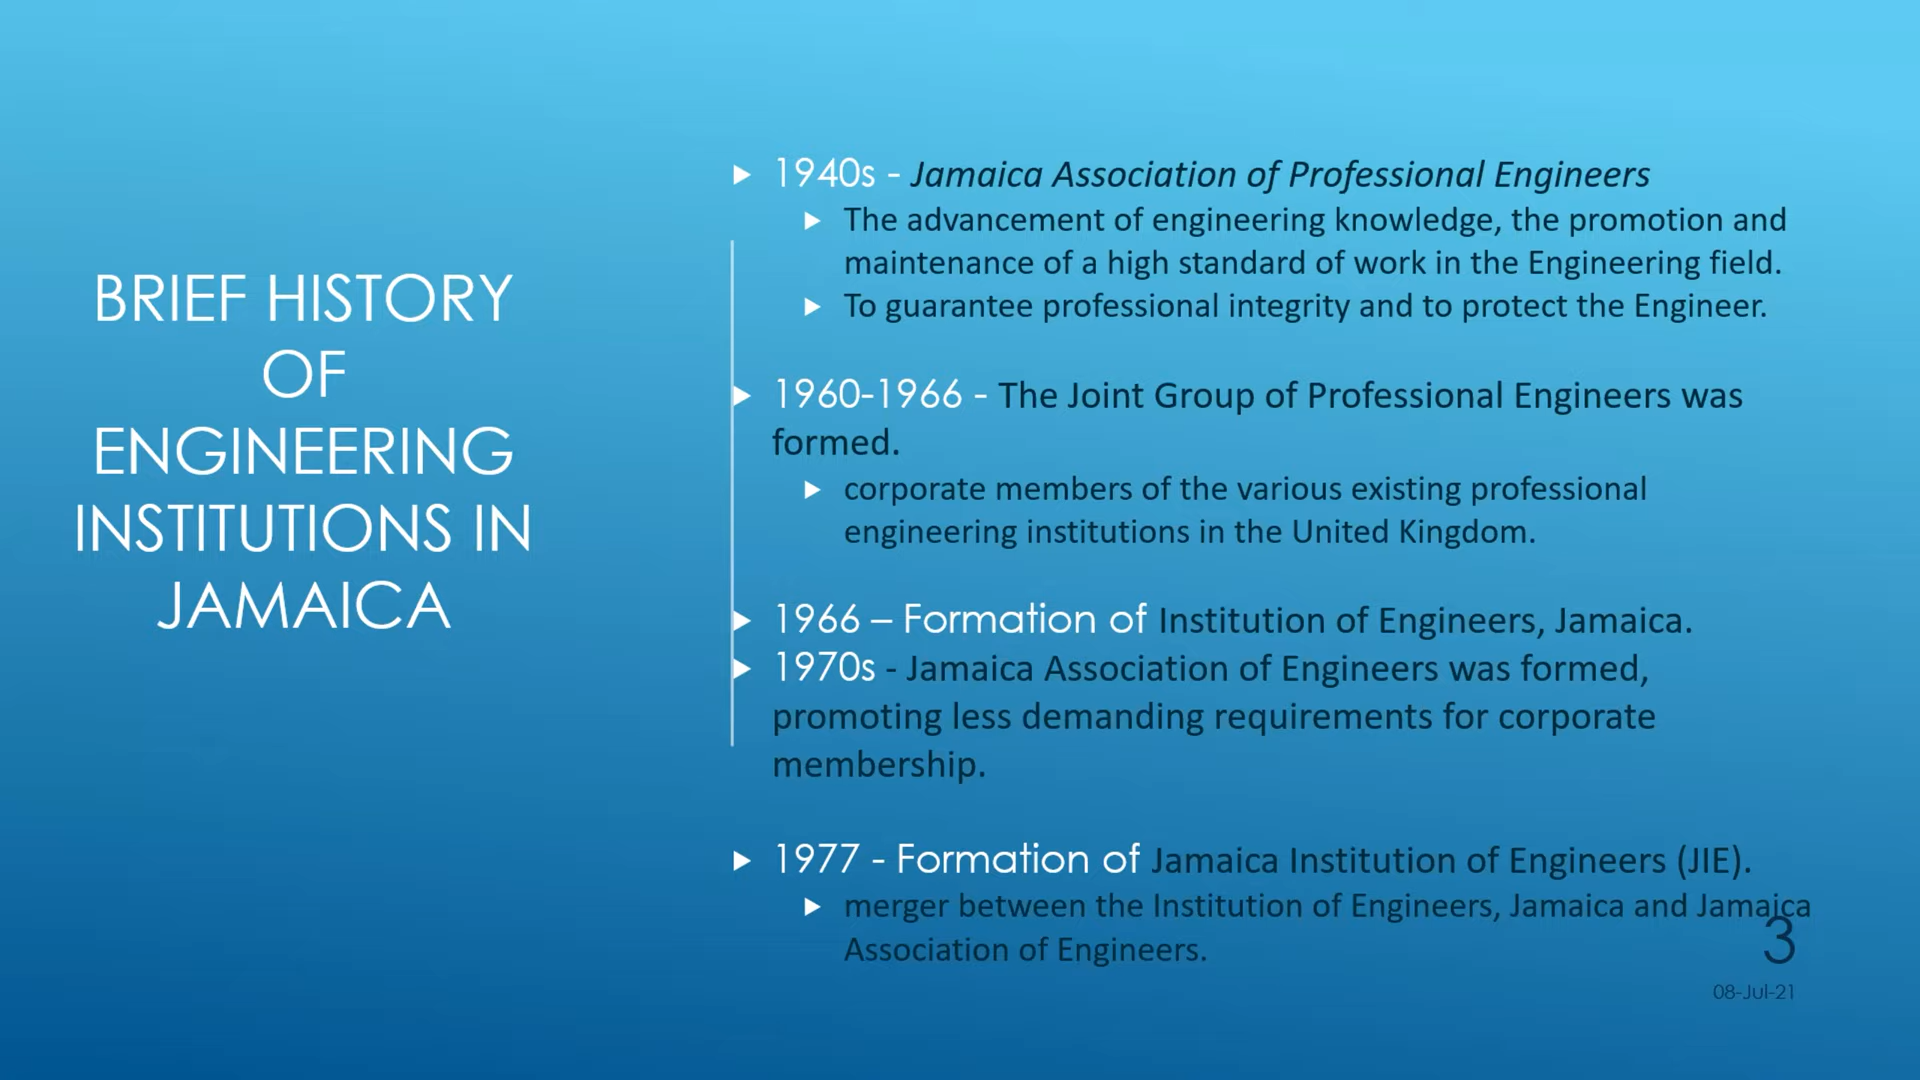 BRIEF HISTORY
OF
ENGINEERING
INSTITUTIONS IN
JAMAICA
1940s - Jamaica Association of Professional Engineers
The advancement of engineering knowledge, the promotion and
maintenance of a high standard of work in the Engineering field.
To guarantee professional integrity and to protect the Engineer.
1960-1966 - The Joint Group of Professional Engineers was
formed.
corporate members of the various existing professional
engineering institutions in the United Kingdom.
1966 – Formation of Institution of Engineers, Jamaica.
1970s - Jamaica Association of Engineers was formed,
promoting less demanding requirements for corporate
membership.
1977 - Formation of Jamaica Institution of Engineers (JIE).
merger between the Institution of Engineers, Jamaica and Jamaica
Association of Engineers.
3
08-Jul-21